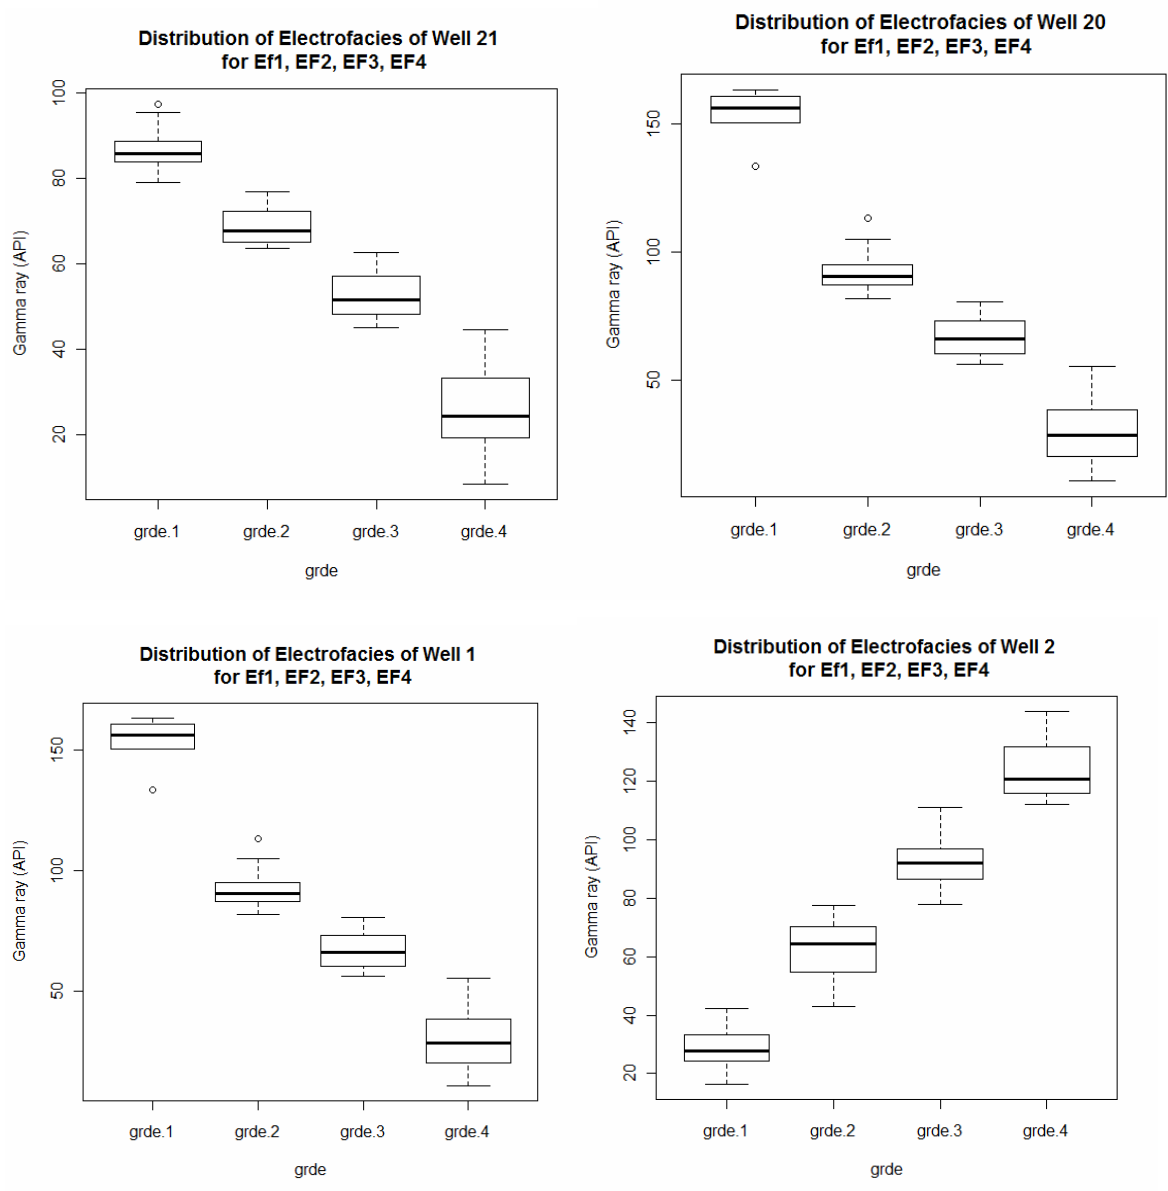 Distribution of Electrofacies of Well 21
for Ef1, EF2, EF3, EF4
Gamma ray (API)
100
80
60
40
20
grde.1 grde.2 grde.3 grde.4
grde
Distribution of Electrofacies of Well 20
for Ef1, EF2, EF3, EF4
Gamma ray (API)
150
100
50
grde.1 grde.2 grde.3 grde.4
grde
Distribution of Electrofacies of Well 1
for Ef1, EF2, EF3, EF4
Gamma ray (API)
150
100
50
grde.1 grde.2 grde.3 grde.4
grde
Distribution of Electrofacies of Well 2
for Ef1, EF2, EF3, EF4
Gamma ray (API)
140
120
100
80
60
40
20
grde.1 grde.2 grde.3 grde.4
grde